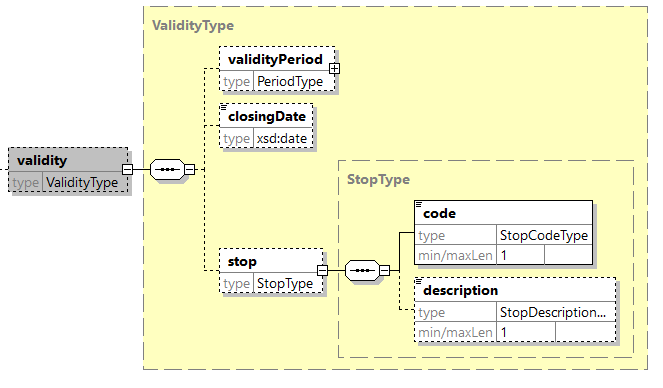 ValidityType
validityPeriod
type PeriodType
closingDate
type xsd:date
validity
type ValidityType
StopType
code
type StopCodeType
min/maxLen 1
stop
type StopType
description
type StopDescription...
min/maxLen 1